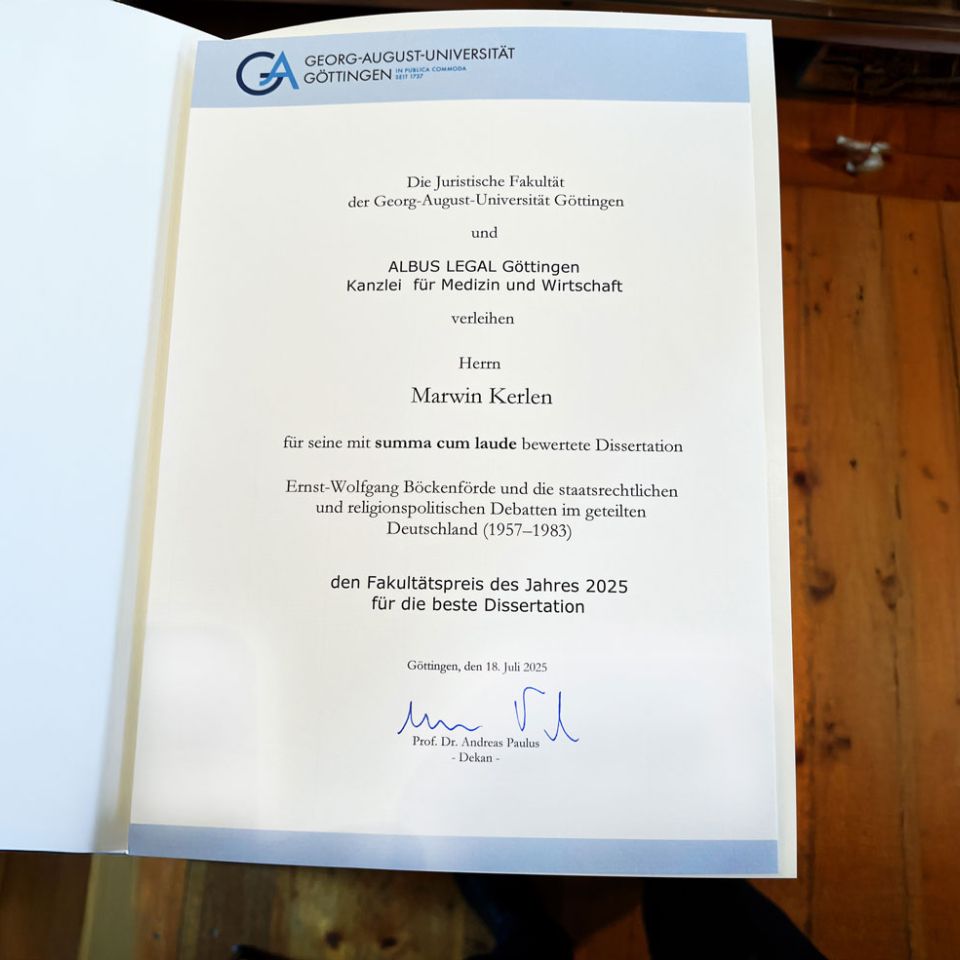 GA GEORG-AUGUST-UNIVERSITÄT
GÖTTINGEN IN PUBLICA COMMODA
SEIT 1737
Die Juristische Fakultät
der Georg-August-Universität Göttingen
und
ALBUS LEGAL Göttingen
Kanzlei für Medizin und Wirtschaft
verleihen
Herrn
Marwin Kerlen
für seine mit summa cum laude bewertete Dissertation
Ernst-Wolfgang Böckenförde und die staatsrechtlichen
und religionspolitischen Debatten im geteilten
Deutschland (1957–1983)
den Fakultätspreis des Jahres 2025
für die beste Dissertation
Göttingen, den 18. Juli 2025
Prof. Dr. Andreas Paulus
- Dekan -